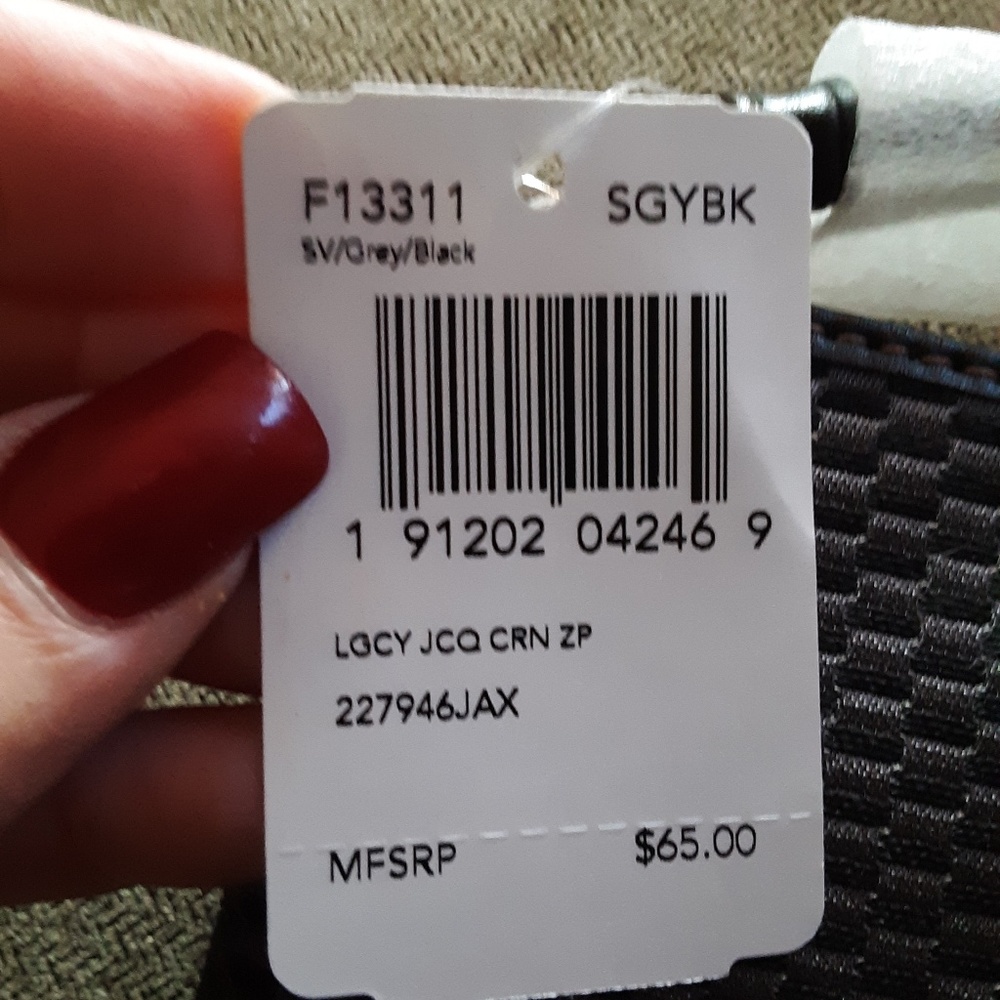 F13311 SGYBK
SV/Grey/Black
1 91202 04246 9
LGCY JCQ CRN ZP
227946JAX
MFSRP $65.00